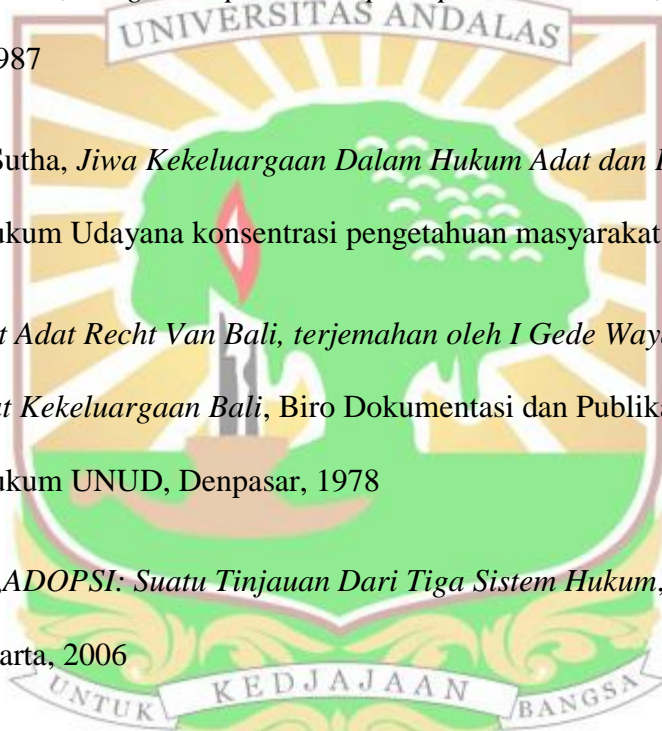 UNIVERSITAS ANDALAS
987
Sutha, Jiwa Kekeluargaan Dalam Hukum Adat dan
ukum Udayana konsentrasi pengetahuan masyarakat
t Adat Recht Van Bali, terjemahan oleh I Gede Way
at Kekeluargaan Bali, Biro Dokumentasi dan Publika
ukum UNUD, Denpasar, 1978
,ADOPSI: Suatu Tinjauan Dari Tiga Sistem Hukum,
arta, 2006
UNTUK KEDJAJAAN BANGSA